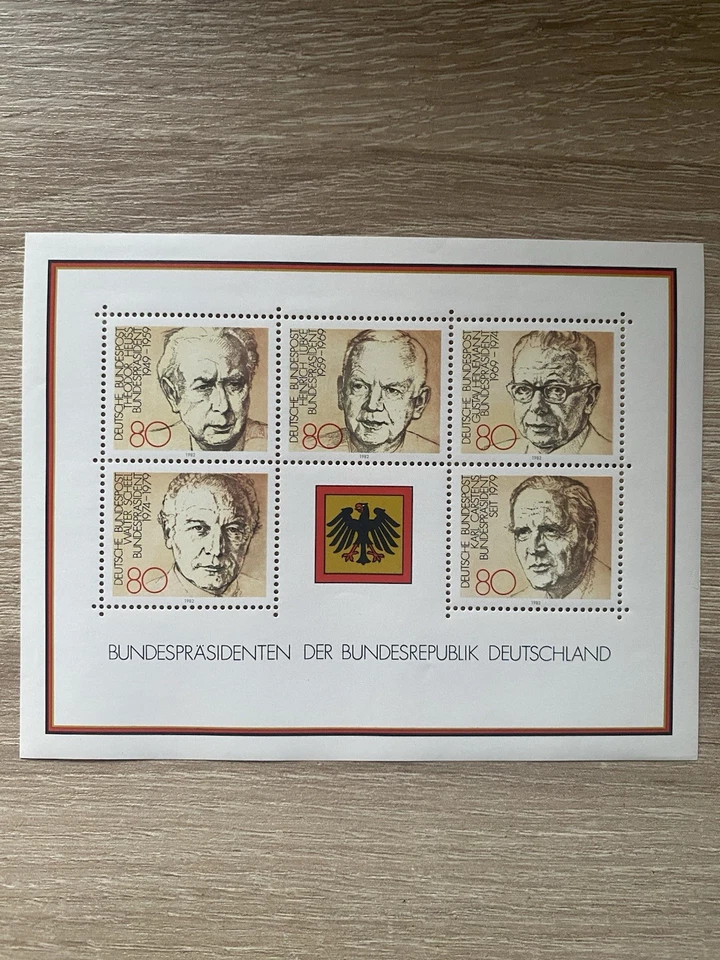 DEUTSCHE BUNDESPOST
THEODOR HEUSS
BUNDESPRÄSIDENT
1949–1959
80
1982
DEUTSCHE BUNDESPOST
HEINRICH LÜBKE
BUNDESPRÄSIDENT
1959–1969
80
1982
DEUTSCHE BUNDESPOST
GUSTAV HEINEMANN
BUNDESPRÄSIDENT
1969–1974
80
1982
DEUTSCHE BUNDESPOST
WALTER SCHEEL
BUNDESPRÄSIDENT
1974–1979
80
1982
DEUTSCHE BUNDESPOST
KARL CARSTENS
BUNDESPRÄSIDENT
SEIT 1979
80
1982
BUNDESPRÄSIDENTEN DER BUNDESREPUBLIK DEUTSCHLAND